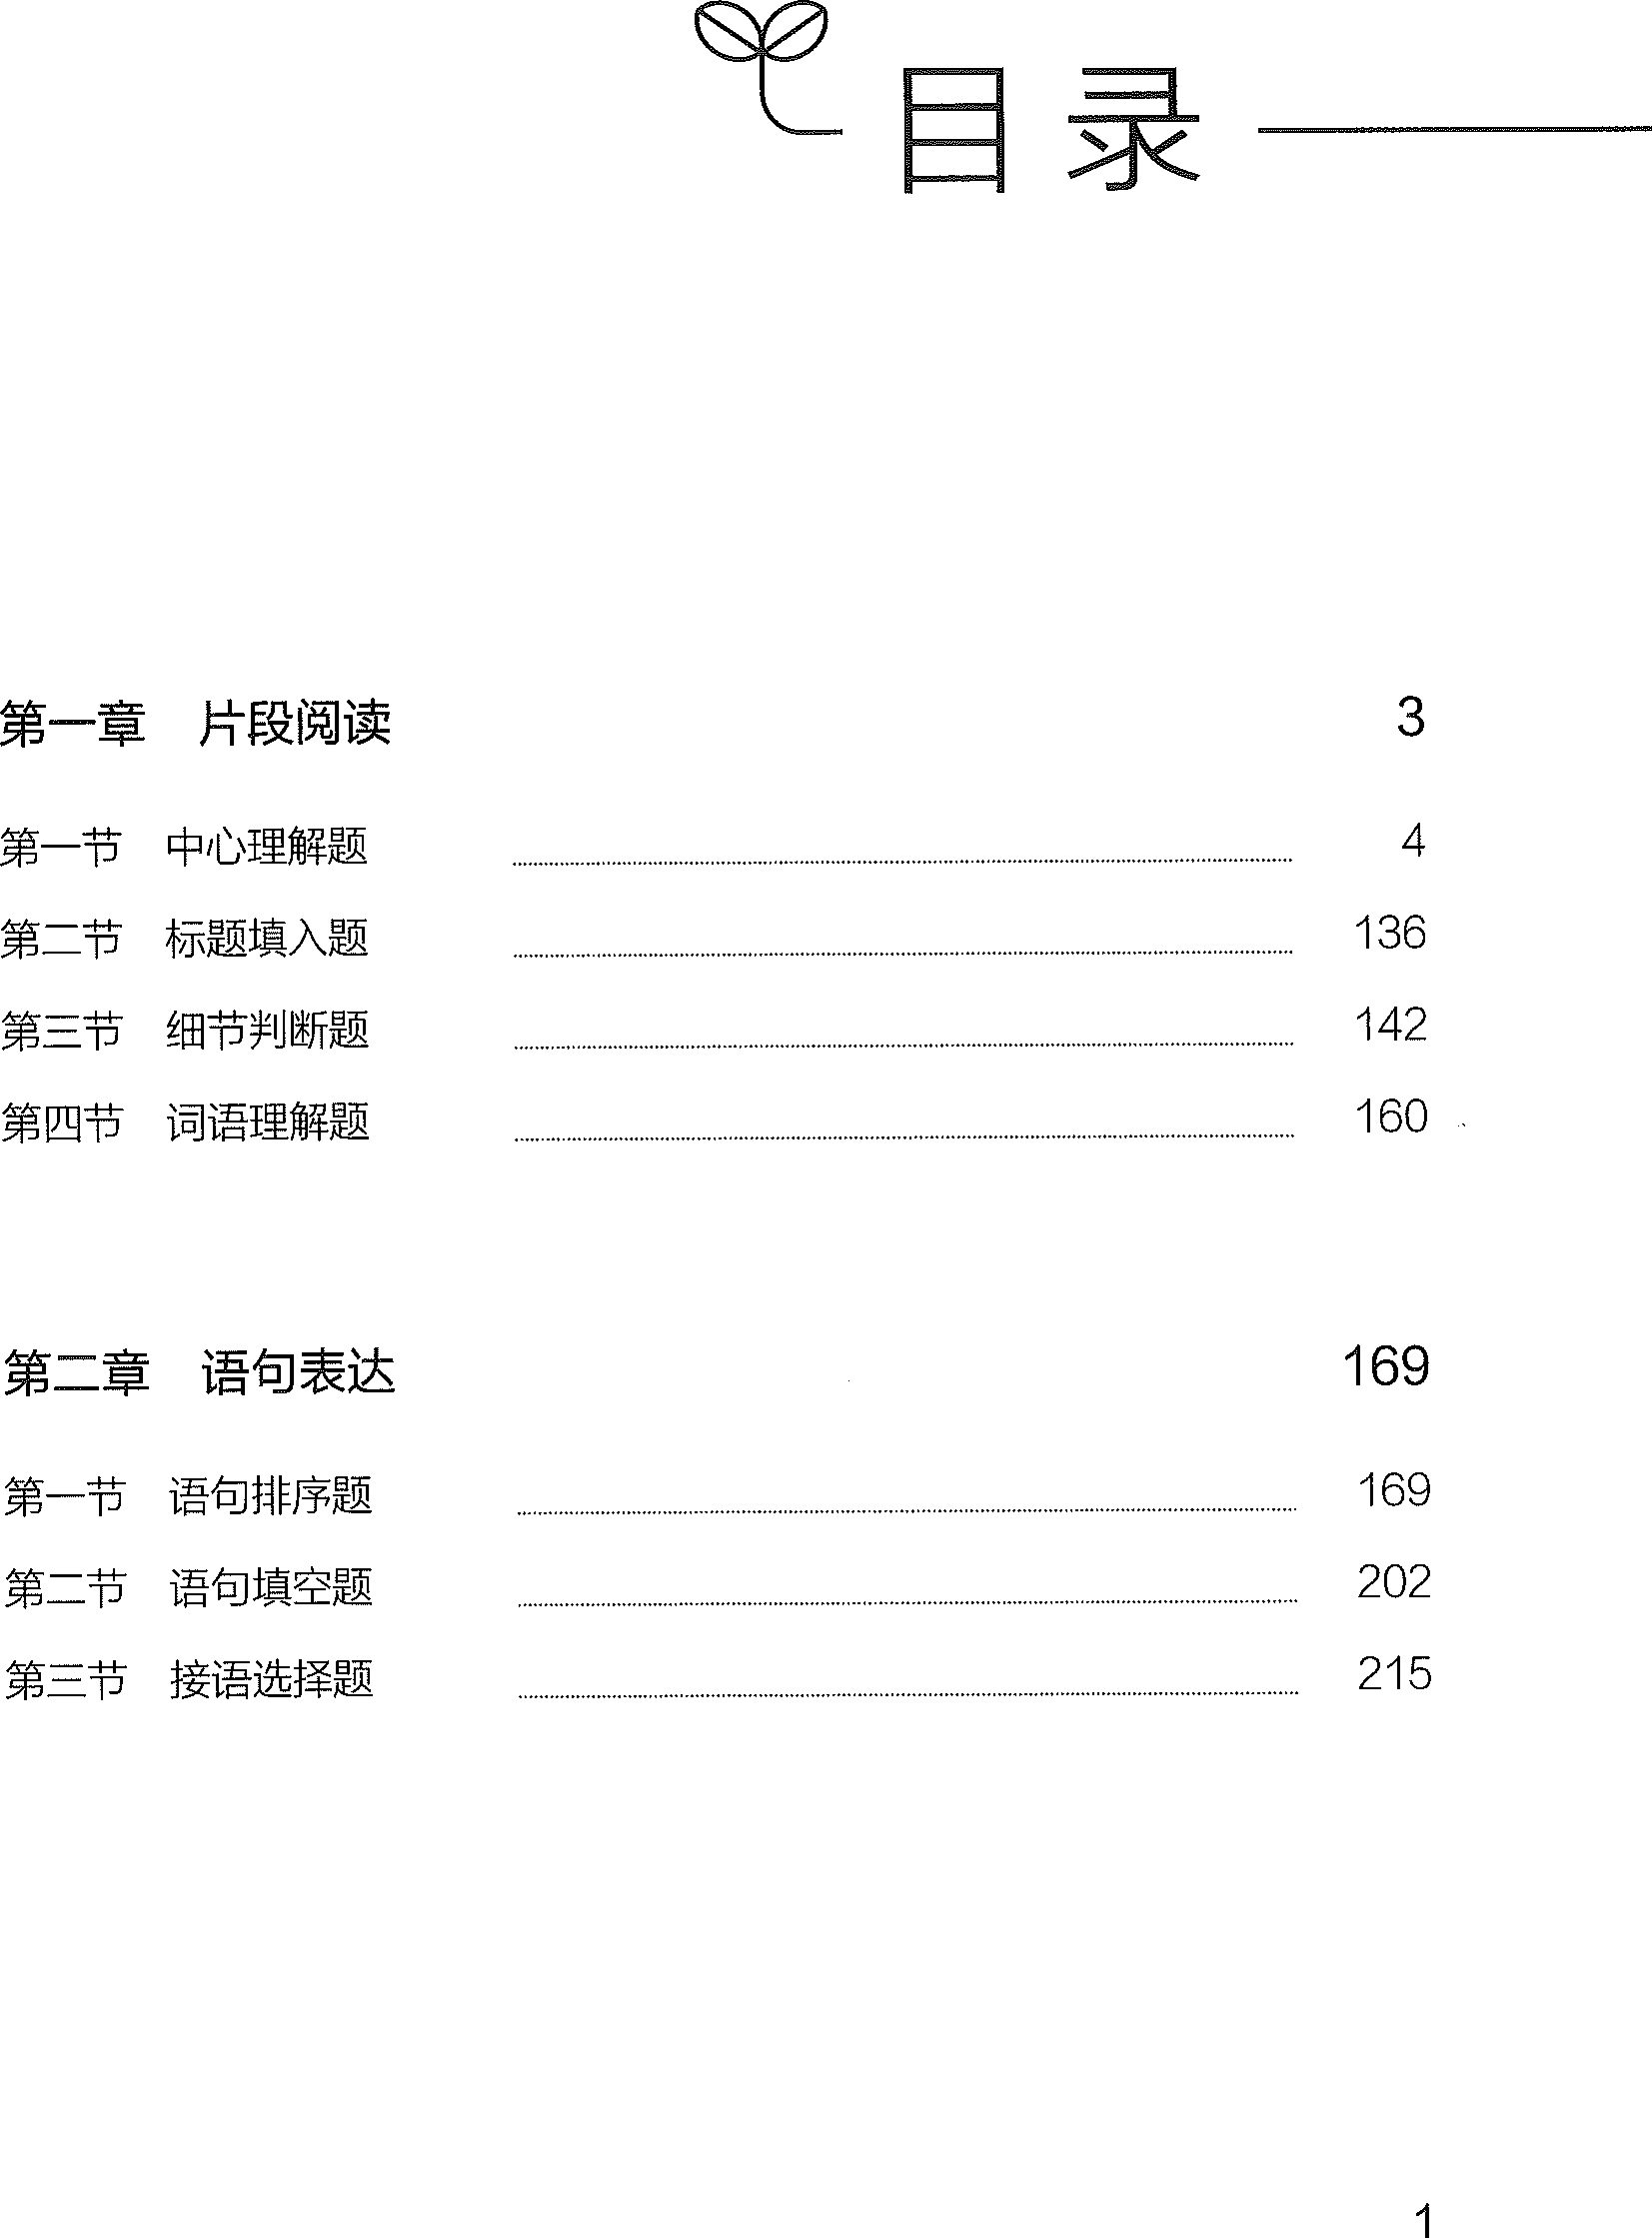 目录
第一章 片段阅读 3
第一节 中心理解题 4
第二节 标题填入题 136
第三节 细节判断题 142
第四节 词语理解题 160
第二章 语句表达 169
第一节 语句排序题 169
第二节 语句填空题 202
第三节 接语选择题 215
1